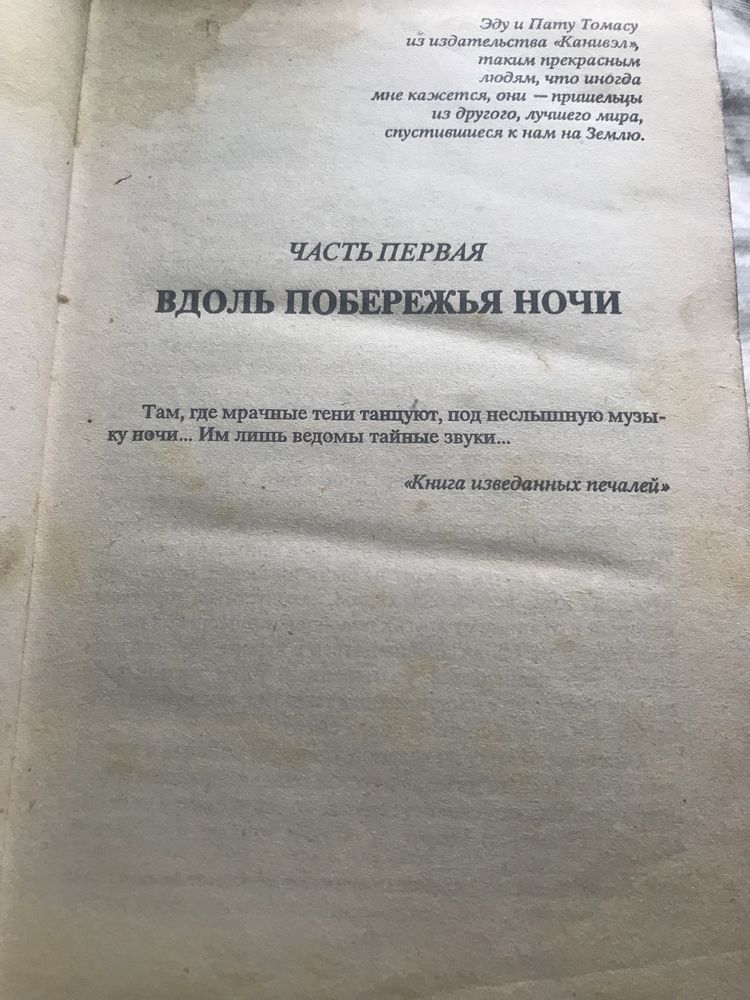 Эду и Пату Томасу
из издательства «Канивэл»,
таким прекрасным
людям, что иногда
мне кажется, они — пришельцы
из другого, лучшего мира,
спустившиеся к нам на Землю.
ЧАСТЬ ПЕРВАЯ
ВДОЛЬ ПОБЕРЕЖЬЯ НОЧИ
Там, где мрачные тени танцуют, под неслышную музы-
ку ночи... Им лишь ведомы тайные звуки...
«Книга изведанных печалей»